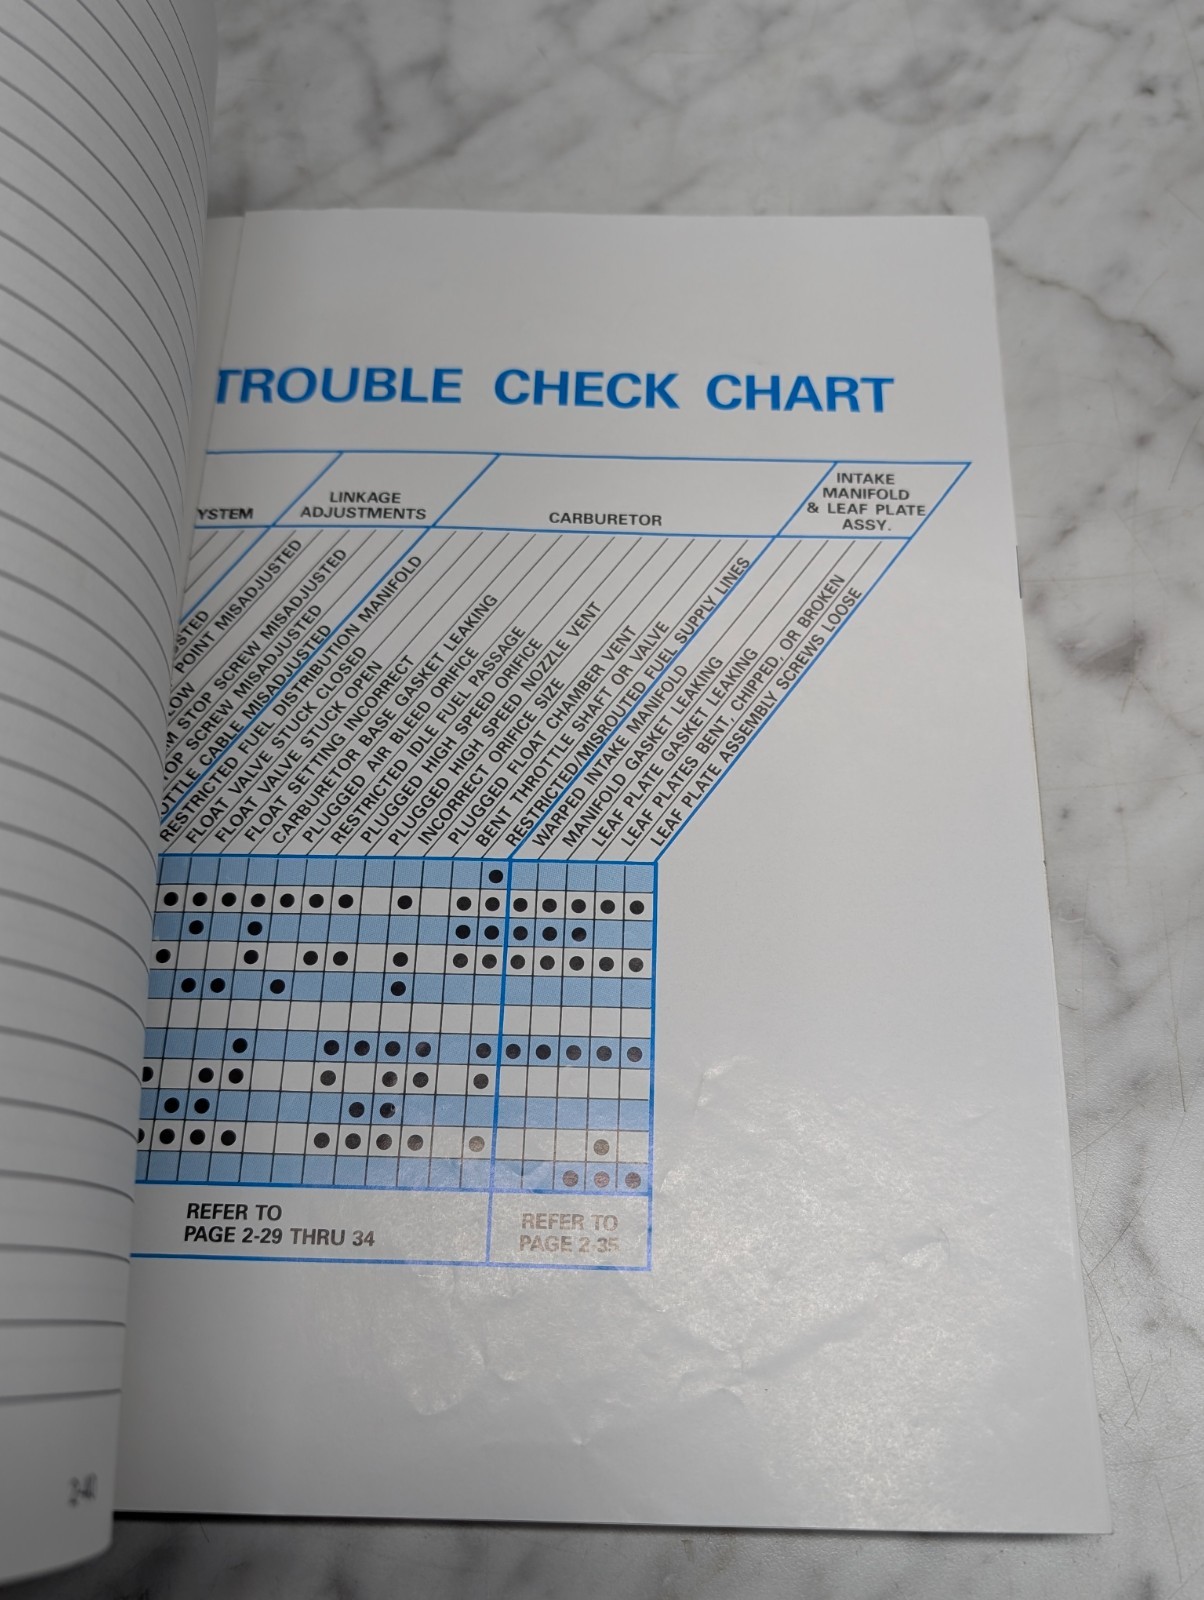 TROUBLE CHECK CHART
YSTEM
LINKAGE
ADJUSTMENTS
CARBURETOR
INTAKE
MANIFOLD
& LEAF PLATE
ASSY.
STED
POINT MISADJUSTED
LOW
M STOP SCREW MISADJUSTED
TOP SCREW MISADJUSTED
OTTLE CABLE MISADJUSTED
RESTRICTED FUEL DISTRIBUTION MANIFOLD
FLOAT VALVE STUCK CLOSED
FLOAT VALVE STUCK OPEN
FLOAT SETTING INCORRECT
CARBURETOR BASE GASKET LEAKING
PLUGGED AIR BLEED ORIFICE
RESTRICTED IDLE FUEL PASSAGE
PLUGGED HIGH SPEED ORIFICE
PLUGGED HIGH SPEED NOZZLE VENT
INCORRECT ORIFICE SIZE
PLUGGED FLOAT CHAMBER VENT
BENT THROTTLE SHAFT OR VALVE
RESTRICTED/MISROUTED FUEL SUPPLY LINES
WARPED INTAKE MANIFOLD
MANIFOLD GASKET LEAKING
LEAF PLATE GASKET LEAKING
LEAF PLATES BENT, CHIPPED, OR BROKEN
LEAF PLATE ASSEMBLY SCREWS LOOSE
REFER TO
PAGE 2-29 THRU 34
REFER TO
PAGE 2-35